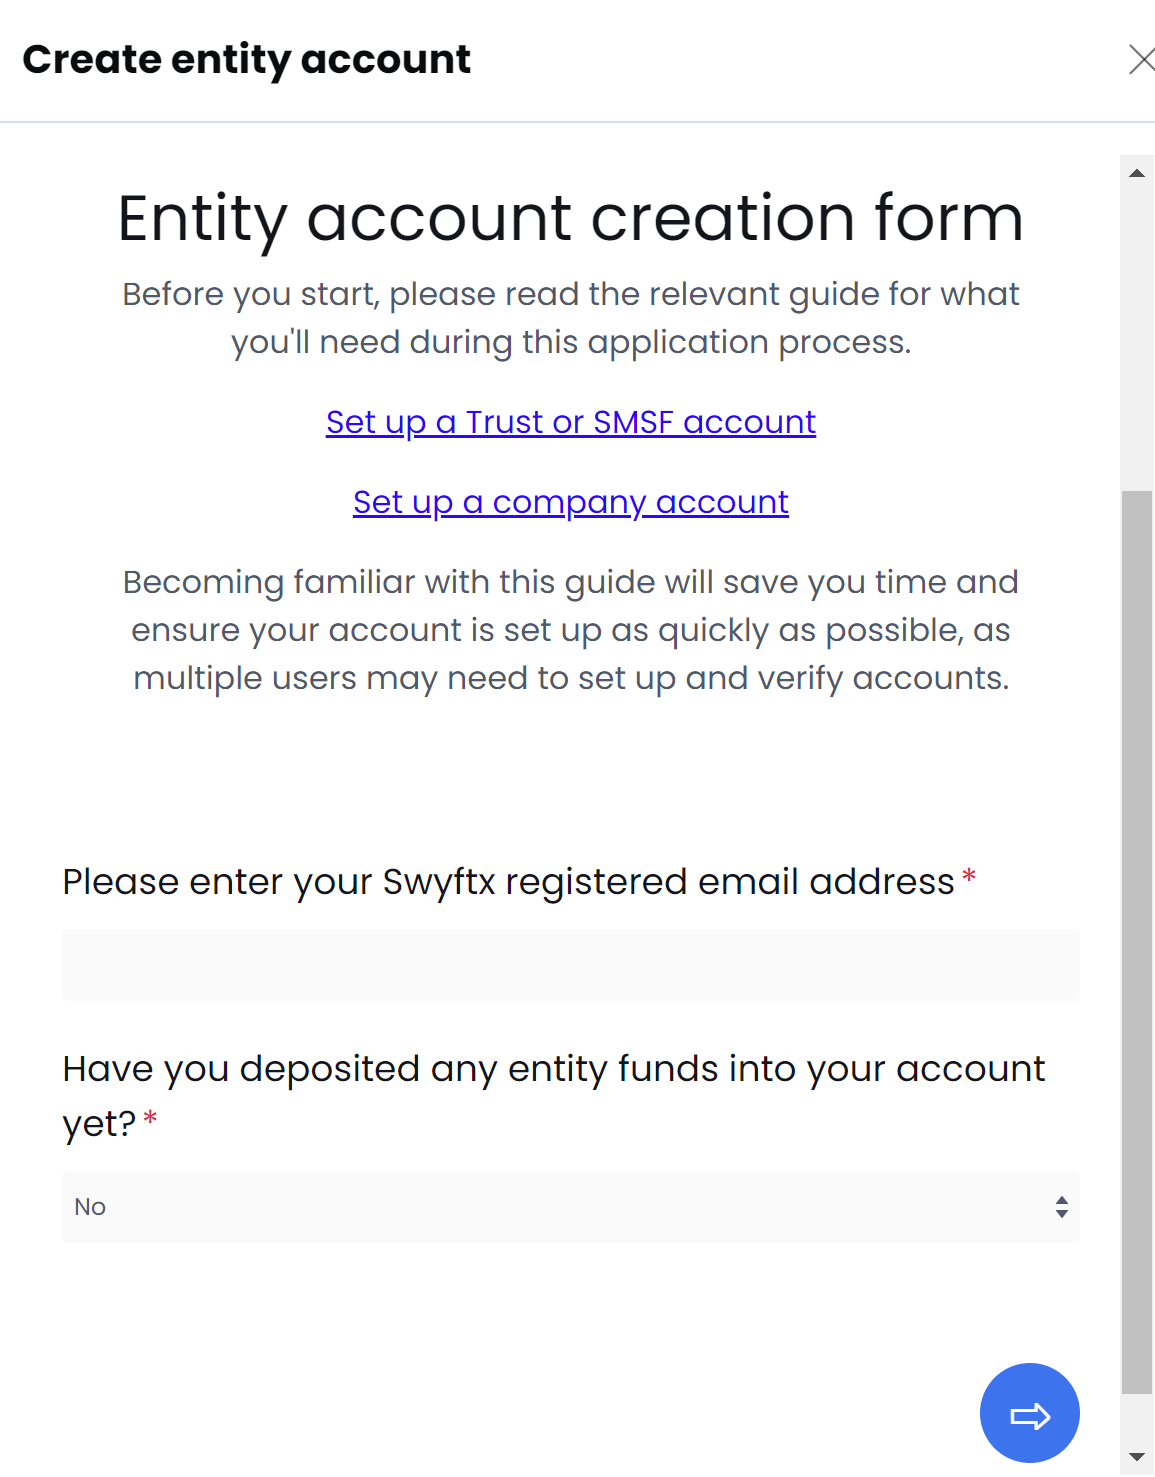 Create entity account
Entity account creation form
Before you start, please read the relevant guide for what
you'll need during this application process.
Set up a Trust or SMSF account
Set up a company account
Becoming familiar with this guide will save you time and
ensure your account is set up as quickly as possible, as
multiple users may need to set up and verify accounts.
Please enter your Swyftx registered email address *
Have you deposited any entity funds into your account
yet? *
No